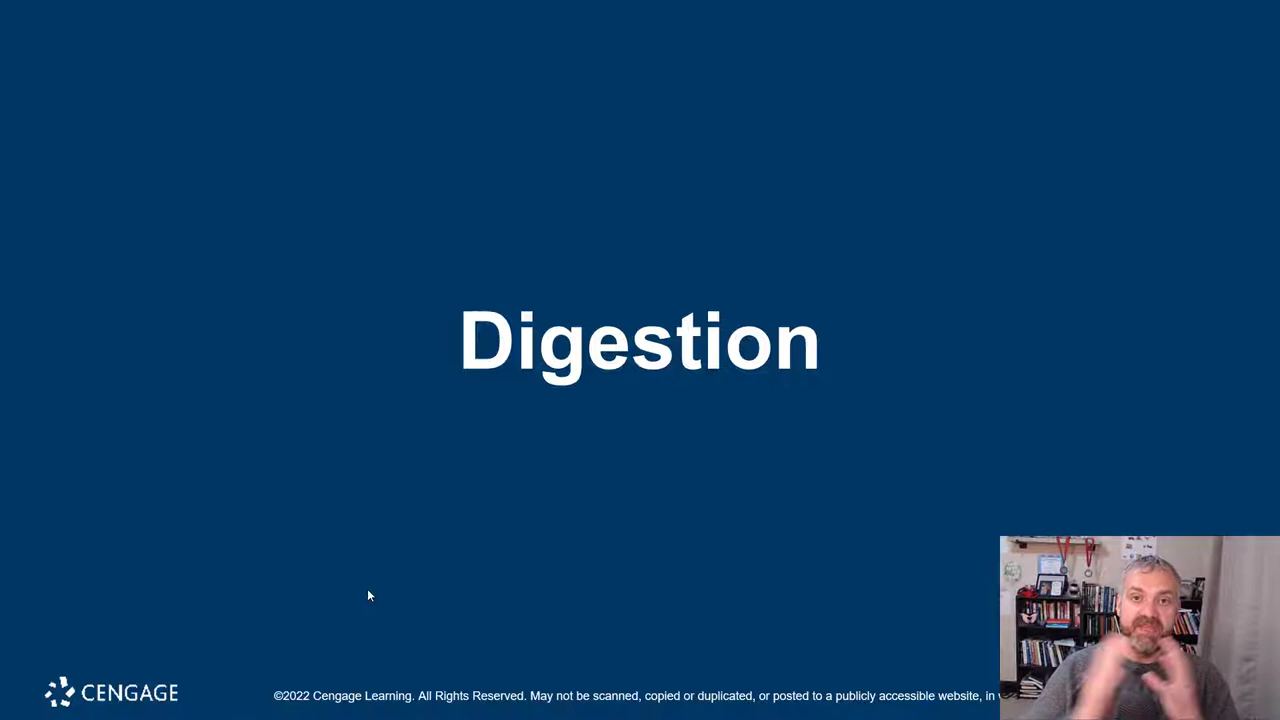 Digestion
CENGAGE
©2022 Cengage Learning. All Rights Reserved. May not be scanned, copied or duplicated, or posted to a publicly accessible website, in